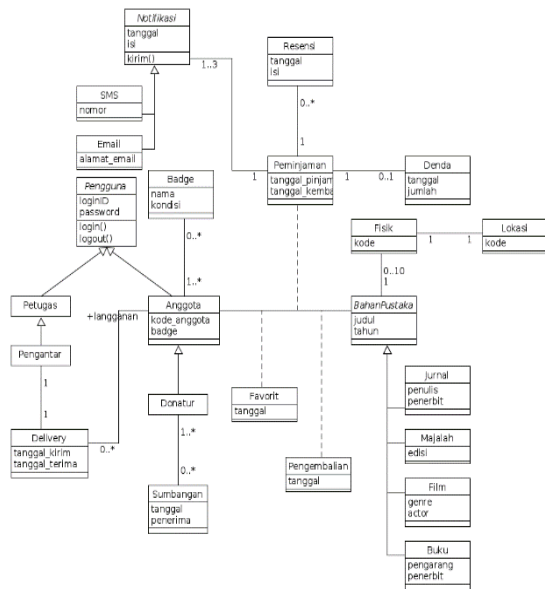 Notifikasi
tanggal
isi
kirim()
1..3
SMS
nomor
Email
alamat_email
Resensi
tanggal
isi
0..*
1
Peminjaman
tanggal_pinjam
tanggal_kemba
1
1
0..1
Denda
tanggal
jumlah
Pengguna
loginID
password
login()
logout()
Badge
nama
kondisi
0..*
1..*
Fisik
kode
1
1
Lokasi
kode
0..10
1
Petugas
+langganan
Anggota
kode_anggota
badge
BahanPustaka
judul
tahun
Pengantar
1
1
Delivery
tanggal_kirim
tanggal_terima
0..*
Donatur
1..*
0..*
Sumbangan
tanggal
penerima
Favorit
tanggal
Pengembalian
tanggal
Jurnal
penulis
penerbit
Majalah
edisi
Film
genre
actor
Buku
pengarang
penerbit